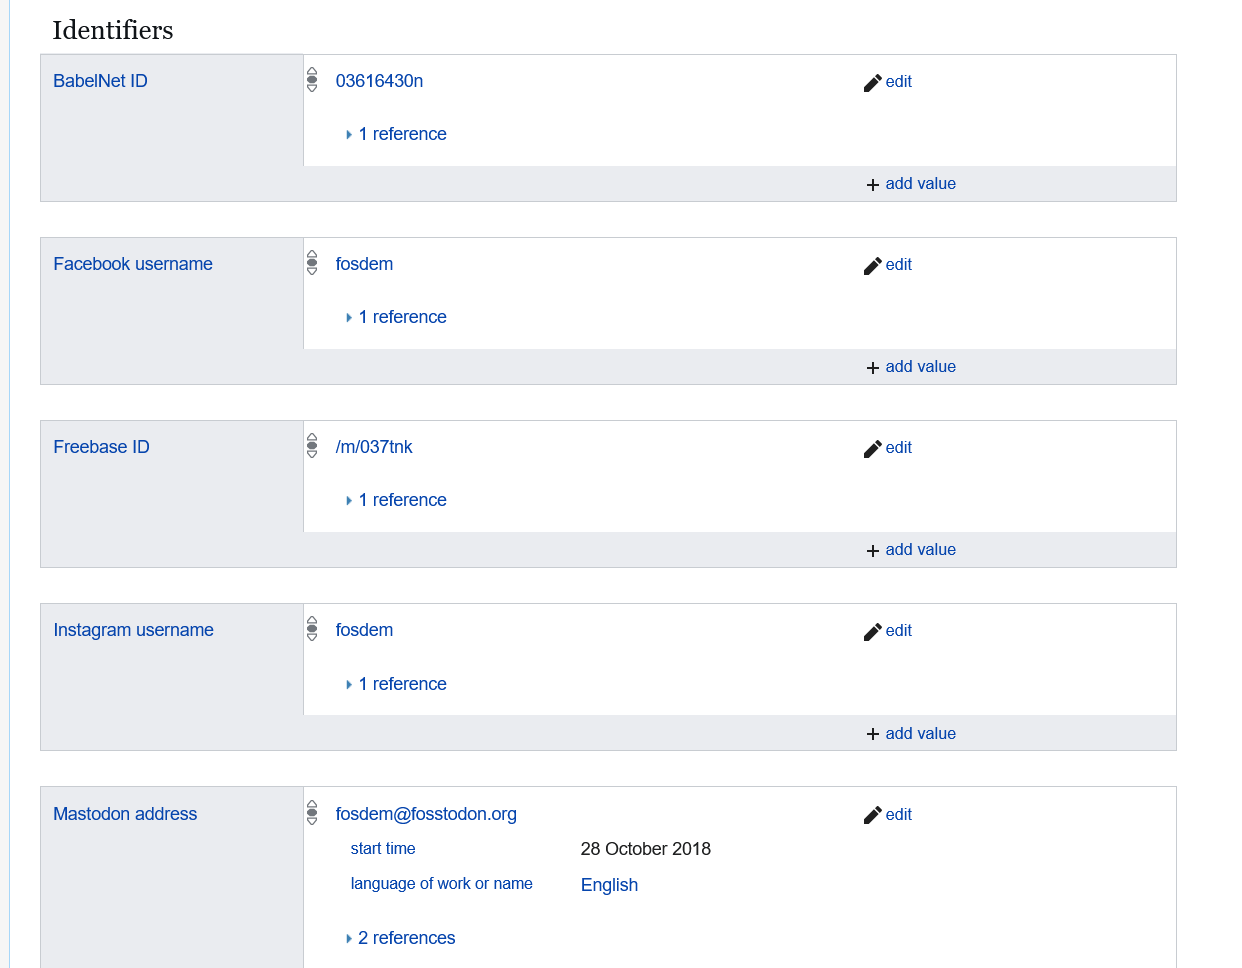 Identifiers
BabelNet ID
03616430n
edit
1 reference
+ add value
Facebook username
fosdem
edit
1 reference
+ add value
Freebase ID
/m/037tnk
edit
1 reference
+ add value
Instagram username
fosdem
edit
1 reference
+ add value
Mastodon address
fosdem@fosstodon.org
edit
start time 28 October 2018
language of work or name English
2 references